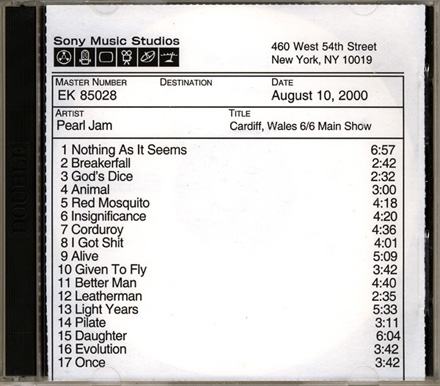 Sony Music Studios
460 West 54th Street
New York, NY 10019
MASTER NUMBER DESTINATION DATE
EK 85028 August 10, 2000
ARTIST TITLE
Pearl Jam Cardiff, Wales 6/6 Main Show
1 Nothing As It Seems 6:57
2 Breakerfall 2:42
3 God's Dice 2:32
4 Animal 3:00
5 Red Mosquito 4:18
6 Insignificance 4:20
7 Corduroy 4:36
8 I Got Shit 4:01
9 Alive 5:09
10 Given To Fly 3:42
11 Better Man 4:40
12 Leatherman 2:35
13 Light Years 5:33
14 Pilate 3:11
15 Daughter 6:04
16 Evolution 3:42
17 Once 3:42